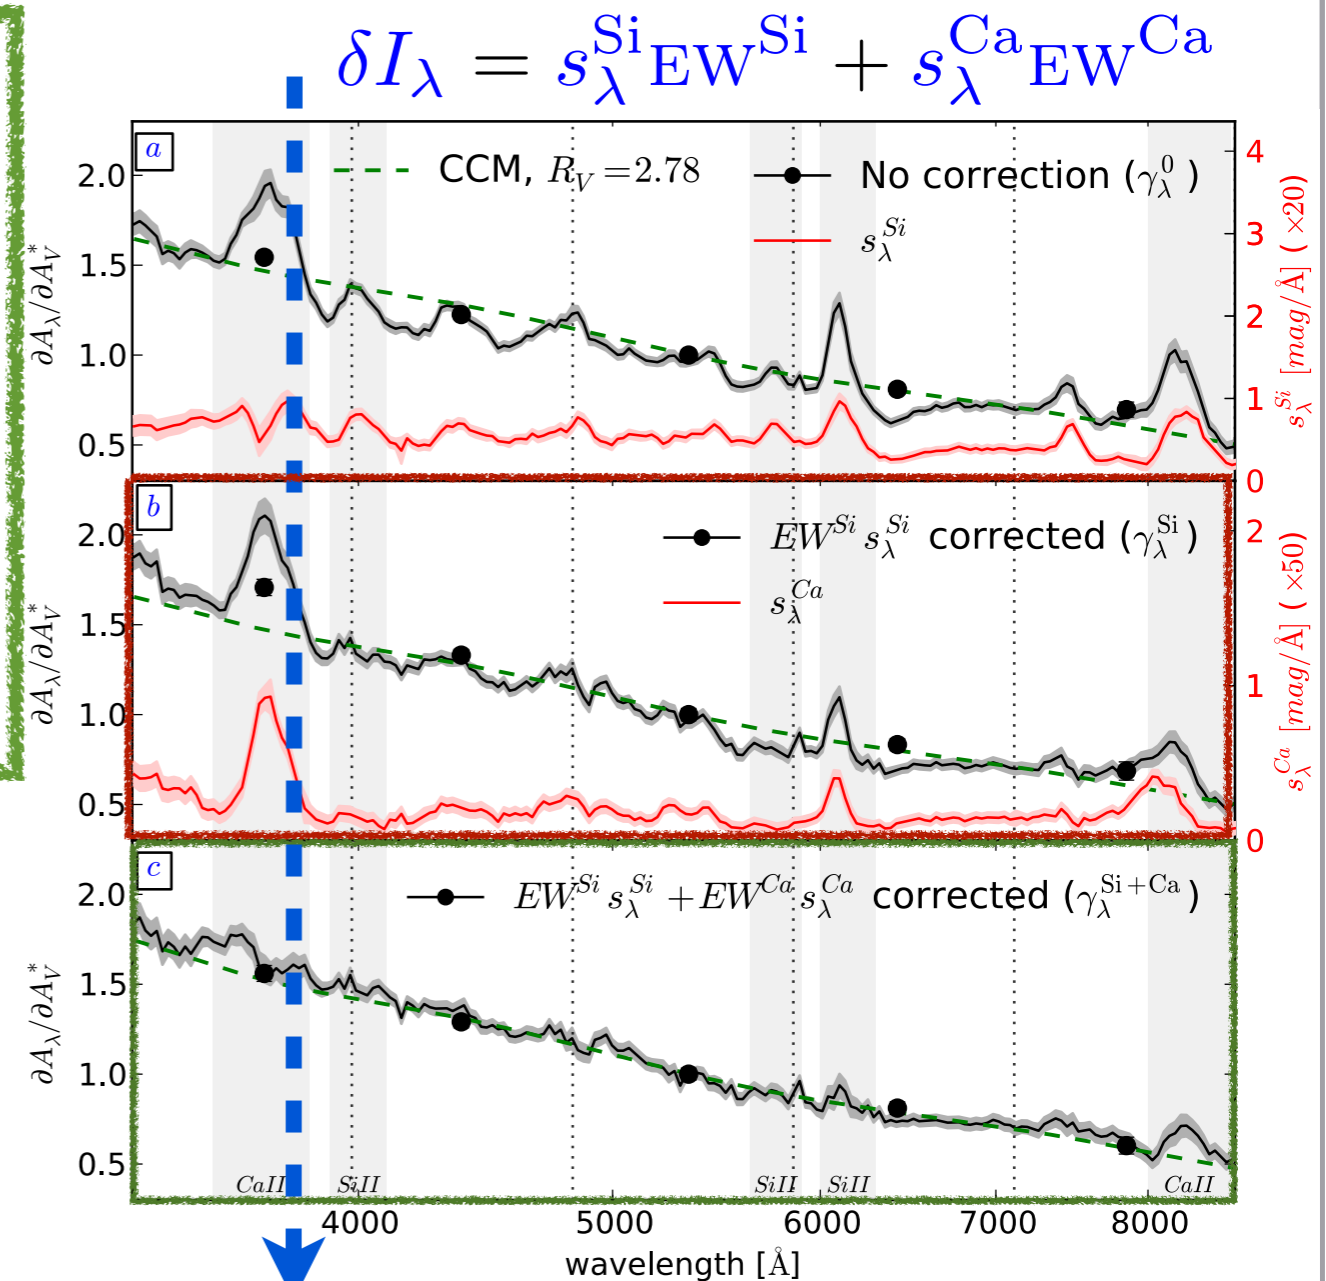 δI_λ = s_λ^Si EW^Si + s_λ^Ca EW^Ca
a
CCM, R_V = 2.78
No correction (γ_λ^0)
s_λ^Si
2.0
1.5
1.0
0.5
∂A_λ/∂A_V^*
4
3
2
1
0
s_λ^Si [mag/Å] ( ×20)
b
EW^Si s_λ^Si corrected (γ_λ^Si)
s_λ^Ca
2.0
1.5
1.0
0.5
∂A_λ/∂A_V^*
2
1
0
s_λ^Ca [mag/Å] ( ×50)
c
EW^Si s_λ^Si + EW^Ca s_λ^Ca corrected (γ_λ^Si+Ca)
2.0
1.5
1.0
0.5
∂A_λ/∂A_V^*
CaII SiII SiII SiII CaII
4000 5000 6000 7000 8000
wavelength [Å]